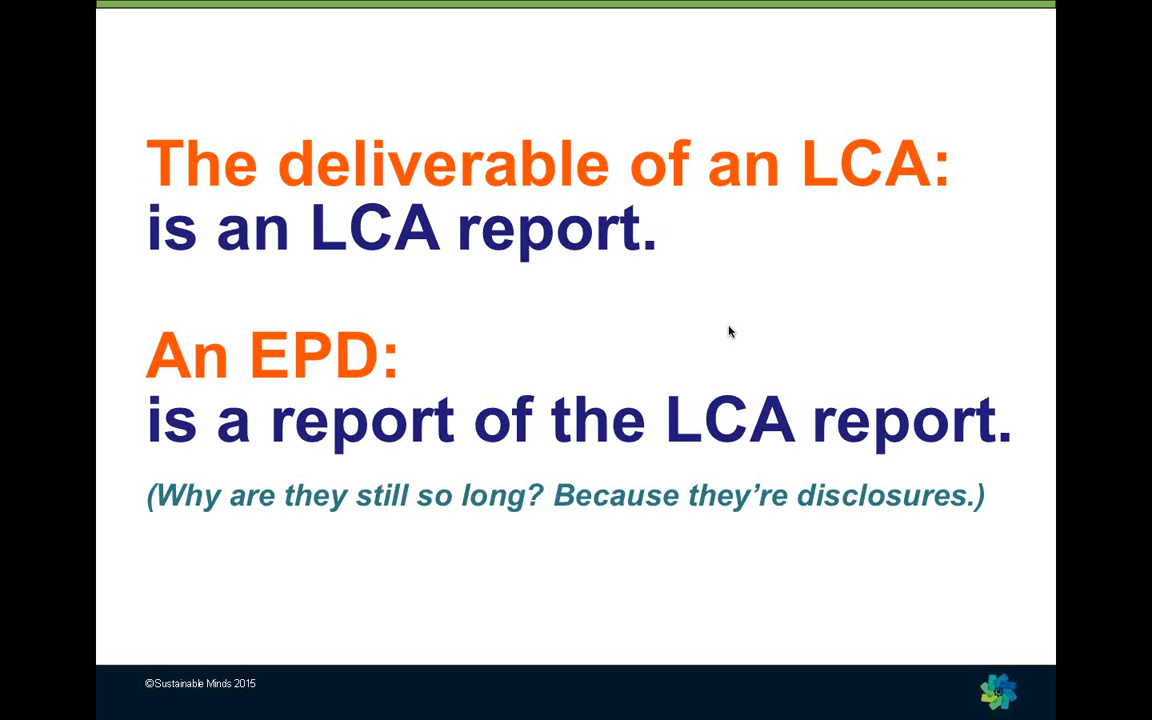 The deliverable of an LCA:
is an LCA report.
An EPD:
is a report of the LCA report.
(Why are they still so long? Because they’re disclosures.)
©Sustainable Minds 2015